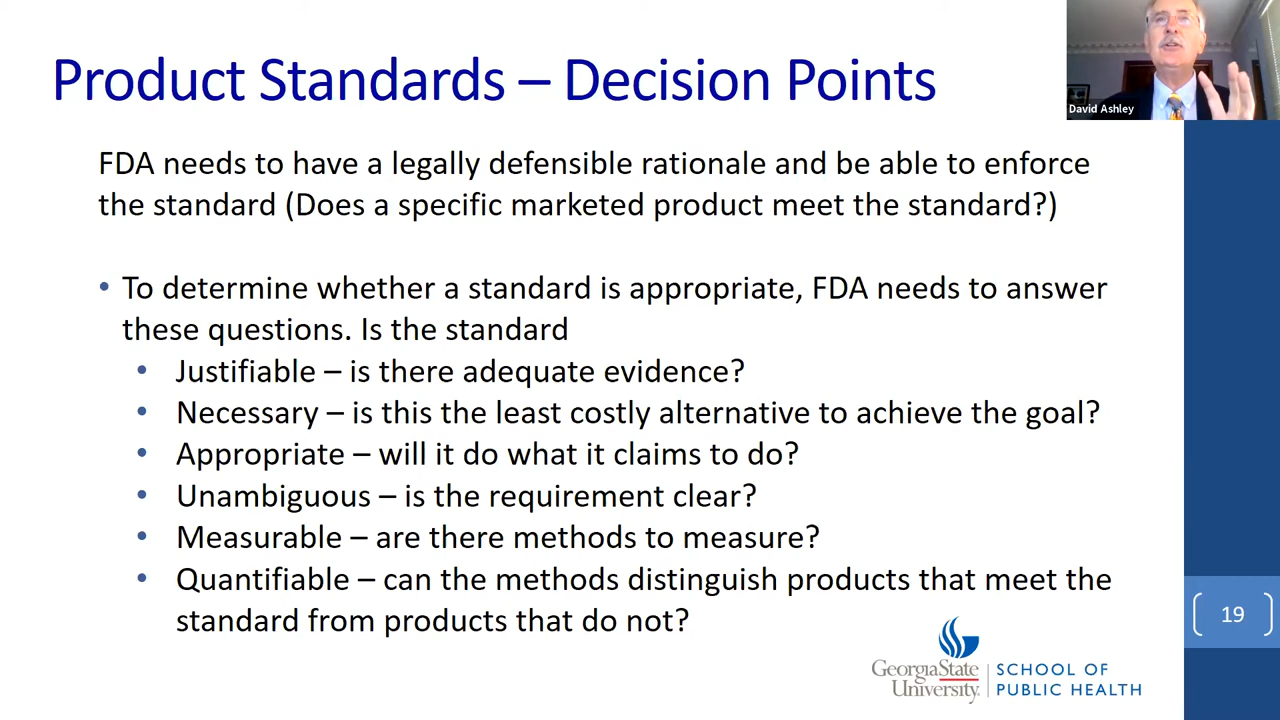 Product Standards – Decision Points
David Ashley
FDA needs to have a legally defensible rationale and be able to enforce
the standard (Does a specific marketed product meet the standard?)
• To determine whether a standard is appropriate, FDA needs to answer
these questions. Is the standard
• Justifiable – is there adequate evidence?
• Necessary – is this the least costly alternative to achieve the goal?
• Appropriate – will it do what it claims to do?
• Unambiguous – is the requirement clear?
• Measurable – are there methods to measure?
• Quantifiable – can the methods distinguish products that meet the
standard from products that do not?
19
GeorgiaState
University.
SCHOOL OF
PUBLIC HEALTH